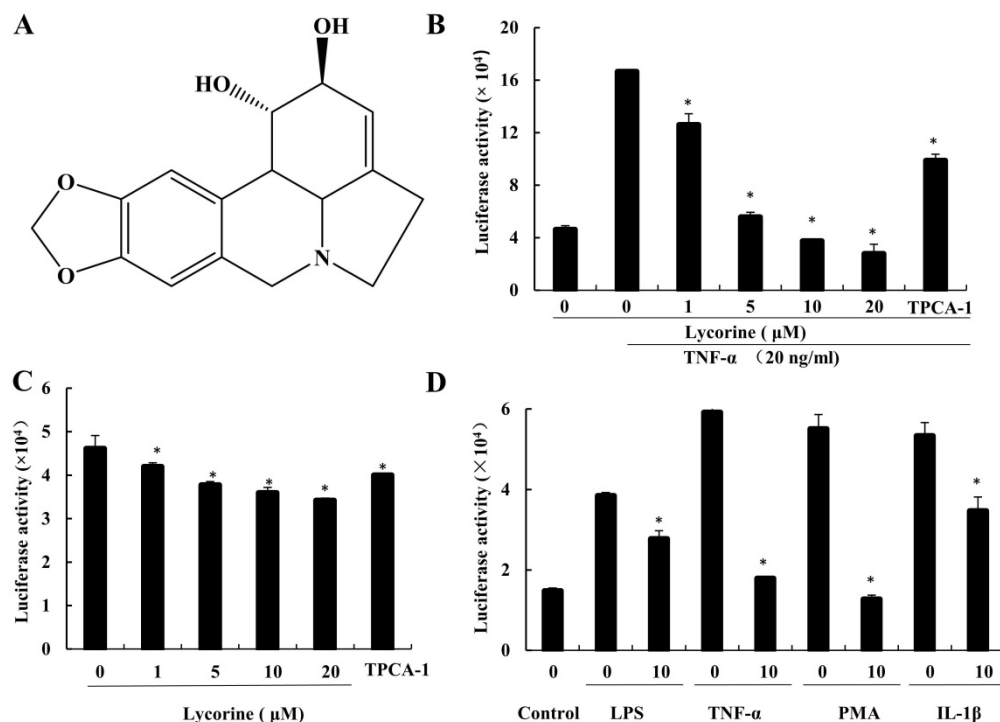 A
OH
HO
O
O
N
B
Luciferase activity (× 10⁴)
20
16
12
8
4
0
*
*
*
*
*
0 0 1 5 10 20 TPCA-1
Lycorine ( μM)
TNF-α （20 ng/ml)
C
Luciferase activity (×10⁴)
6
5
4
3
3
1
0
*
*
*
*
*
0 1 5 10 20 TPCA-1
Lycorine ( μM)
D
Luciferase activity (×10⁴)
6
4
2
0
*
*
*
*
0 10 0 10 0 10 0 10
Control LPS TNF-α PMA IL-1β